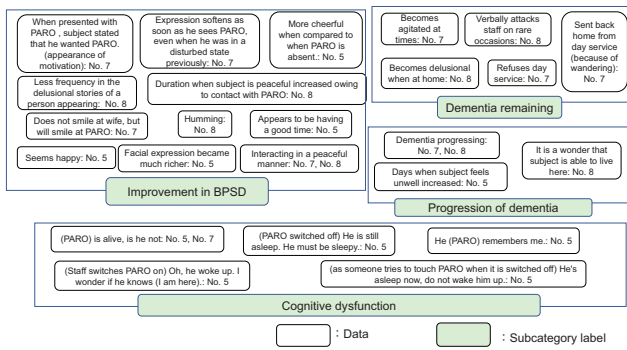 When presented
with PARO , subject stated
that he wanted PARO.
(appearance of
motivation): No. 7
Expression softens as
soon as he sees PARO,
even when he was in a
disturbed state
previously: No. 7
More cheerful
when compared to
when PARO is
absent.: No. 5
Less frequency in the
delusional stories of a
person appearing: No. 8
Duration when subject is peaceful increased owing
to contact with PARO: No. 8
Does not smile at wife, but
will smile at PARO: No. 7
Humming:
No. 8
Appears to be having
a good time: No. 5
Seems happy: No. 5
Facial expression became
much richer: No. 5
Interacting in a peaceful
manner: No. 7, No. 8
Improvement in BPSD
Becomes
agitated at
times: No. 7
Verbally attacks
staff on rare
occasions: No. 8
Sent back
home from
day service
(because of
wandering):
No. 7
Becomes delusional
when at home: No. 8
Refuses day
service: No. 7
Dementia remaining
Dementia progressing:
No. 7, No. 8
Days when subject feels
unwell increased: No. 5
It is a wonder that
subject is able to live
here: No. 8
Progression of dementia
(PARO) is alive, is he not: No. 5, No. 7
(PARO switched off) He is still
asleep. He must be sleepy.: No. 5
He (PARO) remembers me.: No. 5
(Staff switches PARO on) Oh, he woke up. I
wonder if he knows (I am here).: No. 5
(as someone tries to touch PARO when it is switched off) He's
asleep now, do not wake him up.: No. 5
Cognitive dysfunction
: Data
: Subcategory label